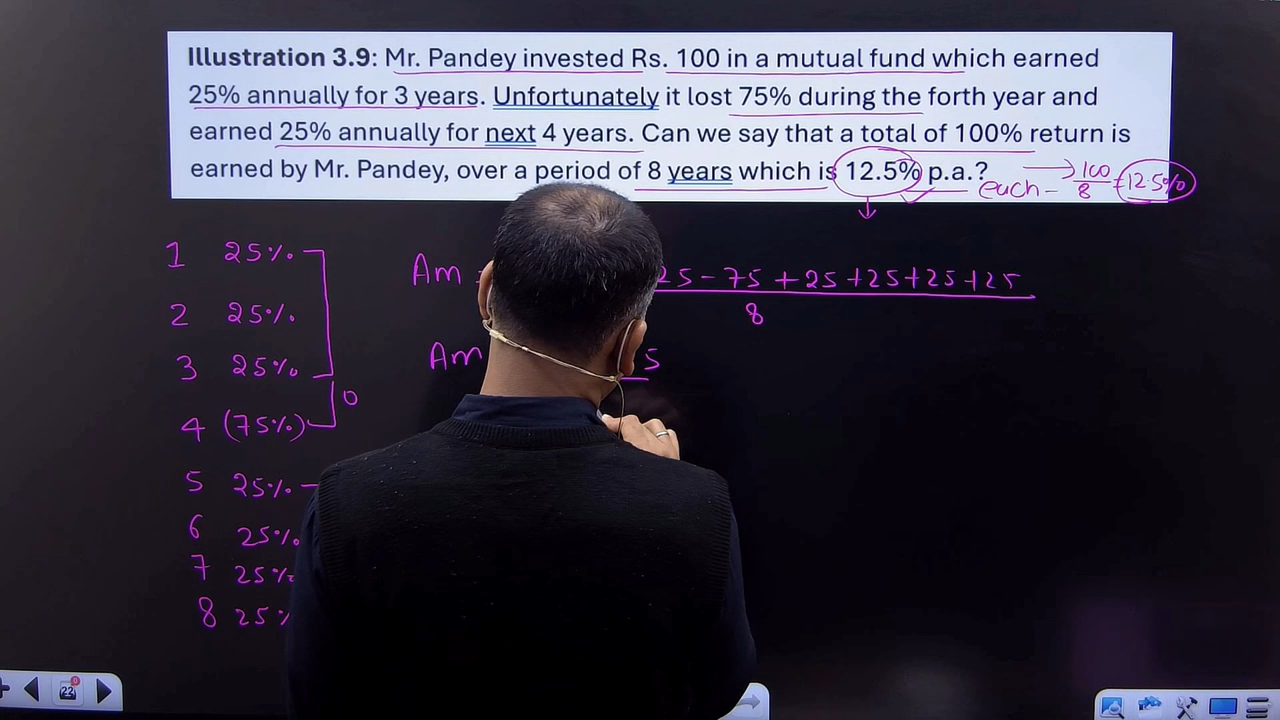 Illustration 3.9: Mr. Pandey invested Rs. 100 in a mutual fund which earned
25% annually for 3 years. Unfortunately it lost 75% during the forth year and
earned 25% annually for next 4 years. Can we say that a total of 100% return is
earned by Mr. Pandey, over a period of 8 years which is 12.5% p.a.?
each - 100/8 = 12.5%
1 25%
2 25%
3 25%
4 (75%)
0
5 25%
6 25%
7 25%
8 25%
Am 25 - 75 + 25 + 25 + 25 + 25
8
Am 5
22